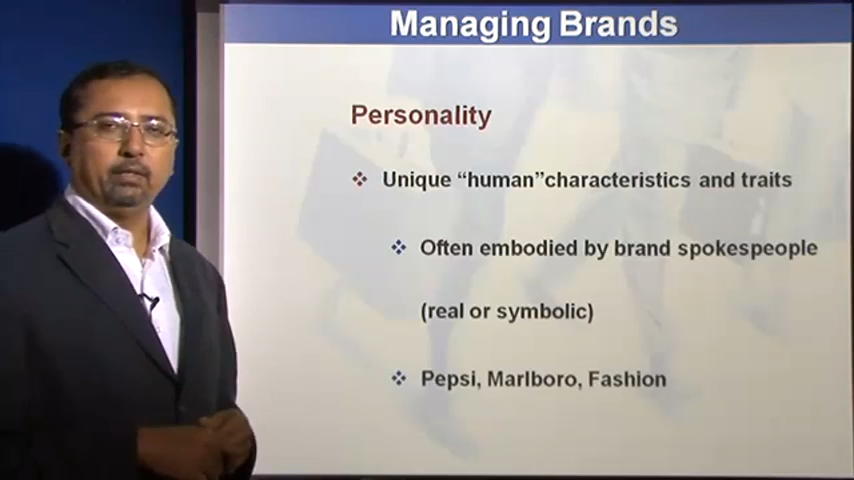 Managing Brands
Personality
Unique “human”characteristics and traits
Often embodied by brand spokespeople
(real or symbolic)
Pepsi, Marlboro, Fashion